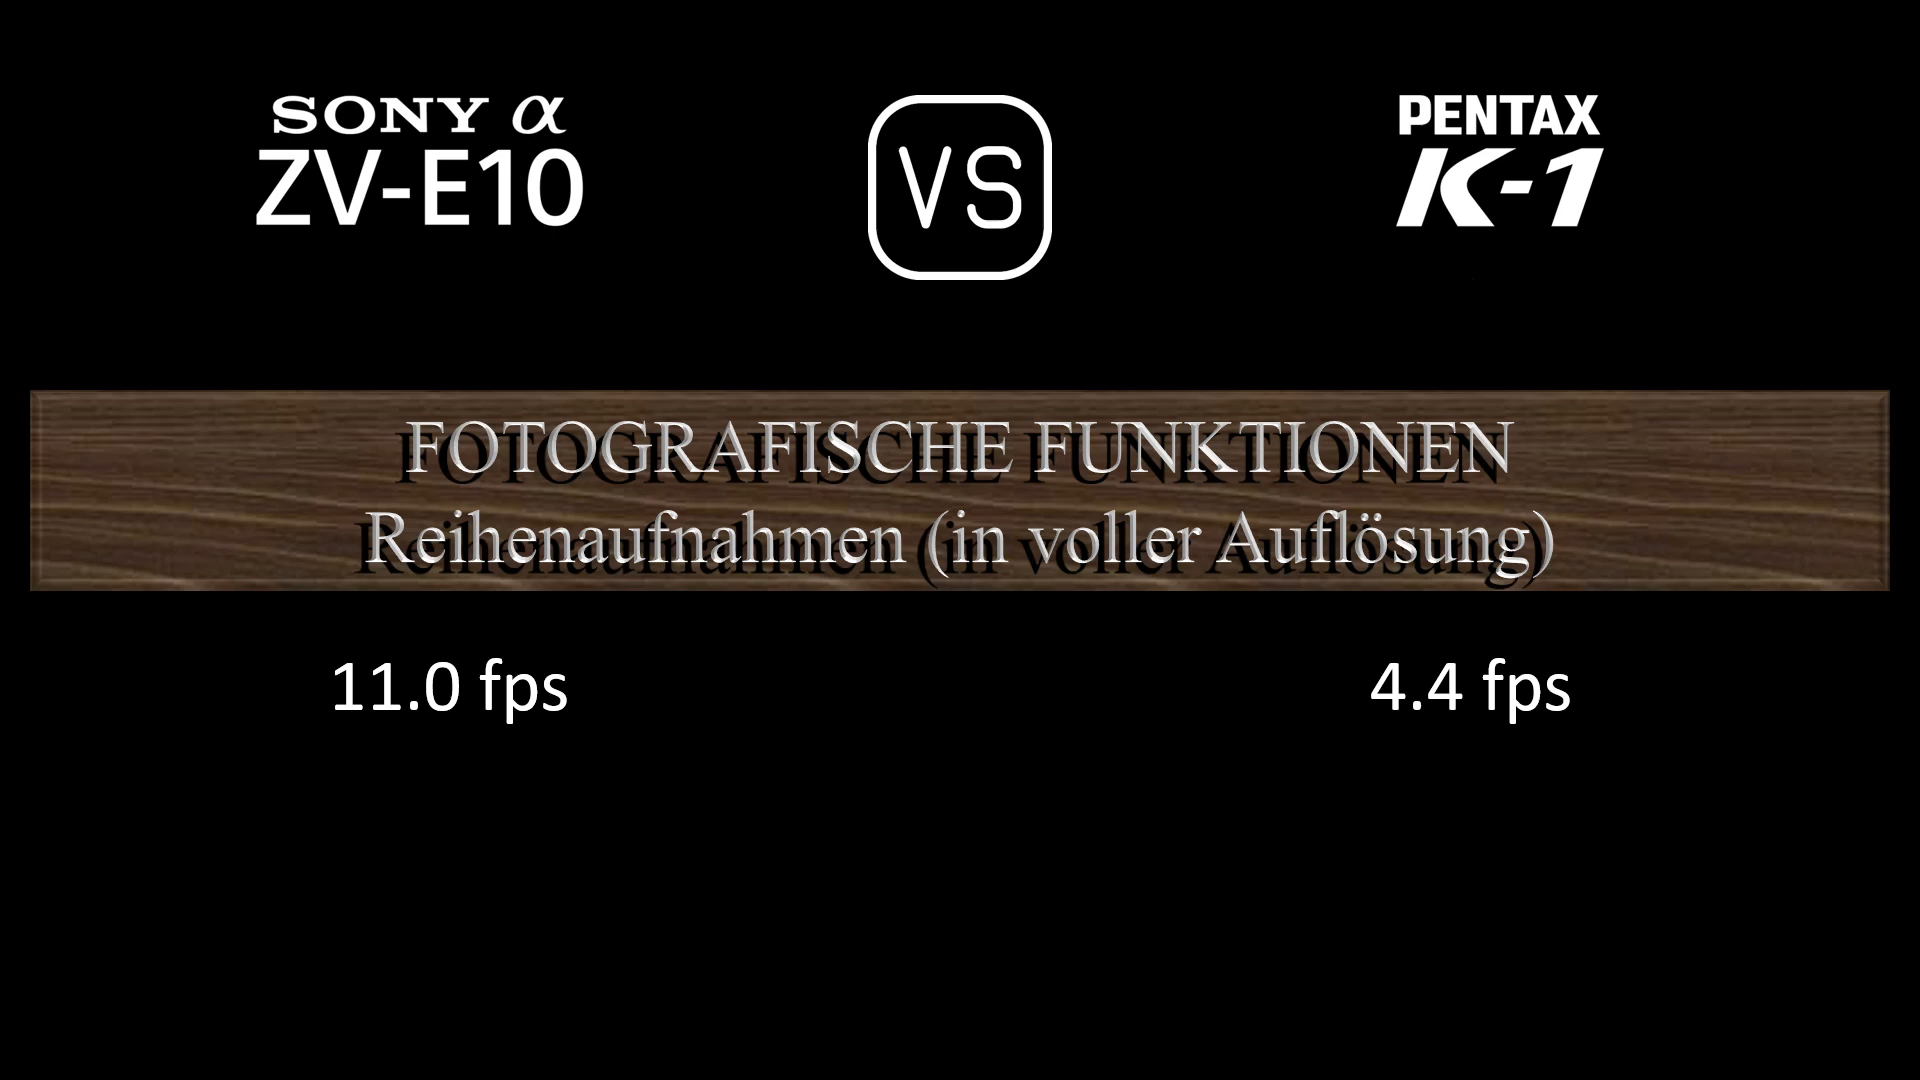 SONY α
ZV-E10
VS
PENTAX
K-1
FOTOGRAFISCHE FUNKTIONEN
Reihenaufnahmen (in voller Auflösung)
11.0 fps
4.4 fps